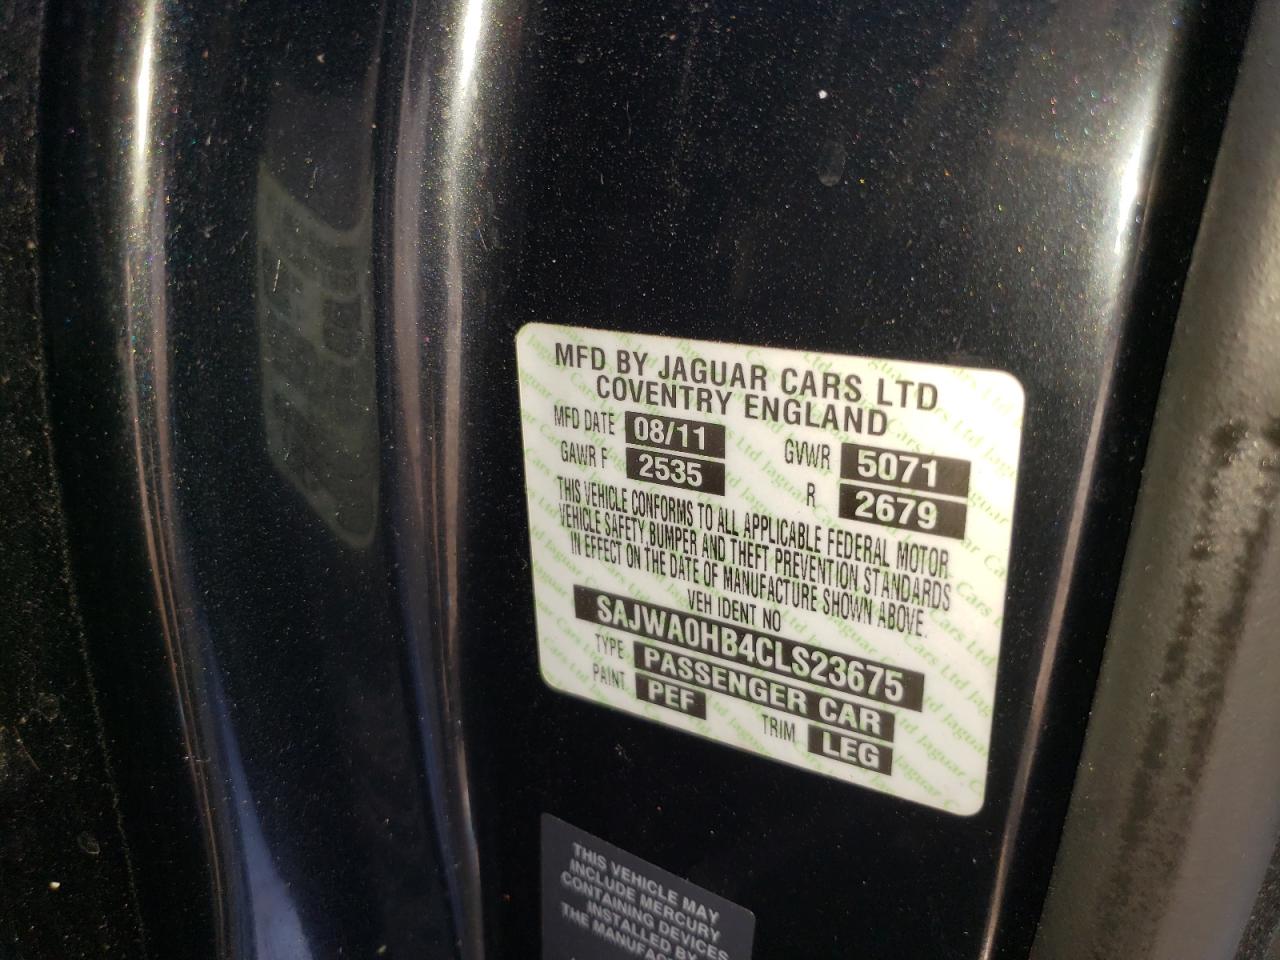 MFD BY JAGUAR CARS LTD
COVENTRY ENGLAND
MFD DATE 08/11 GVWR 5071
GAWR F 2535 R 2679
THIS VEHICLE CONFORMS TO ALL APPLICABLE FEDERAL MOTOR
VEHICLE SAFETY, BUMPER AND THEFT PREVENTION STANDARDS
IN EFFECT ON THE DATE OF MANUFACTURE SHOWN ABOVE.
VEH IDENT NO
SAJWA0HB4CLS23675
TYPE PASSENGER CAR
PAINT PEF TRIM LEG
THIS VEHICLE MAY
INCLUDE MERCURY
CONTAINING DEVICES
INSTALLED BY
THE